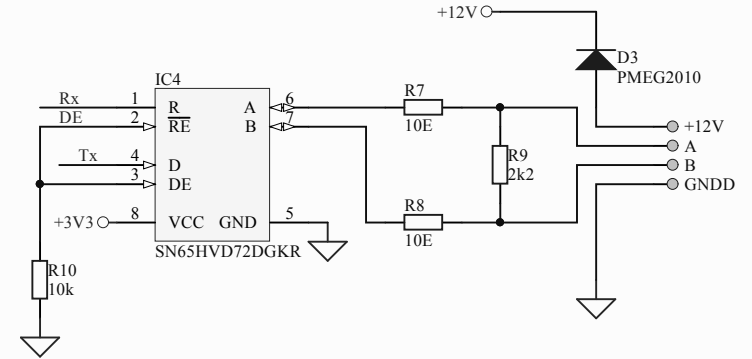 +12V
D3
PMEG2010
IC4
R7
10E
Rx 1 R A 6
DE 2 RE B 7
Tx 4 D
3 DE
+3V3 8 VCC GND 5
SN65HVD72DGKR
R9
2k2
R8
10E
+12V
A
B
GNDD
R10
10k